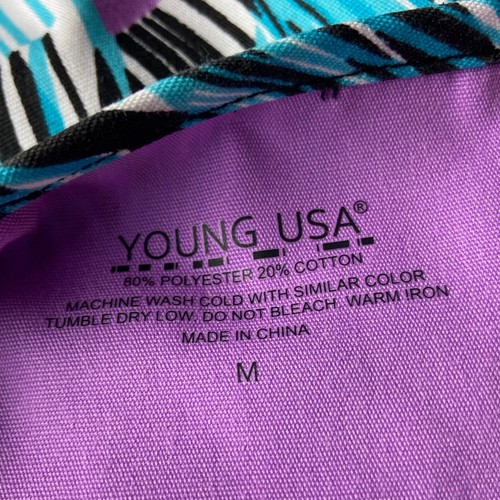 YOUNG USA®
80% POLYESTER 20% COTTON
MACHINE WASH COLD WITH SIMILAR COLOR
TUMBLE DRY LOW, DO NOT BLEACH, WARM IRON
MADE IN CHINA
M